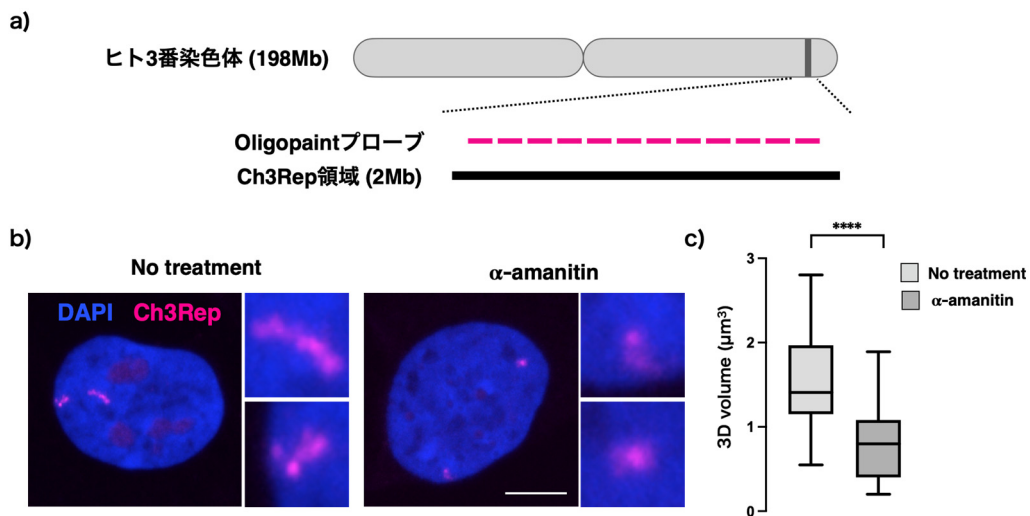 a)
ヒト3番染色体 (198Mb)
Oligopaintプローブ
Ch3Rep領域 (2Mb)
b)
No treatment
α-amanitin
DAPI Ch3Rep
c)
****
3D volume (μm³)
3
2
1
0
No treatment
α-amanitin